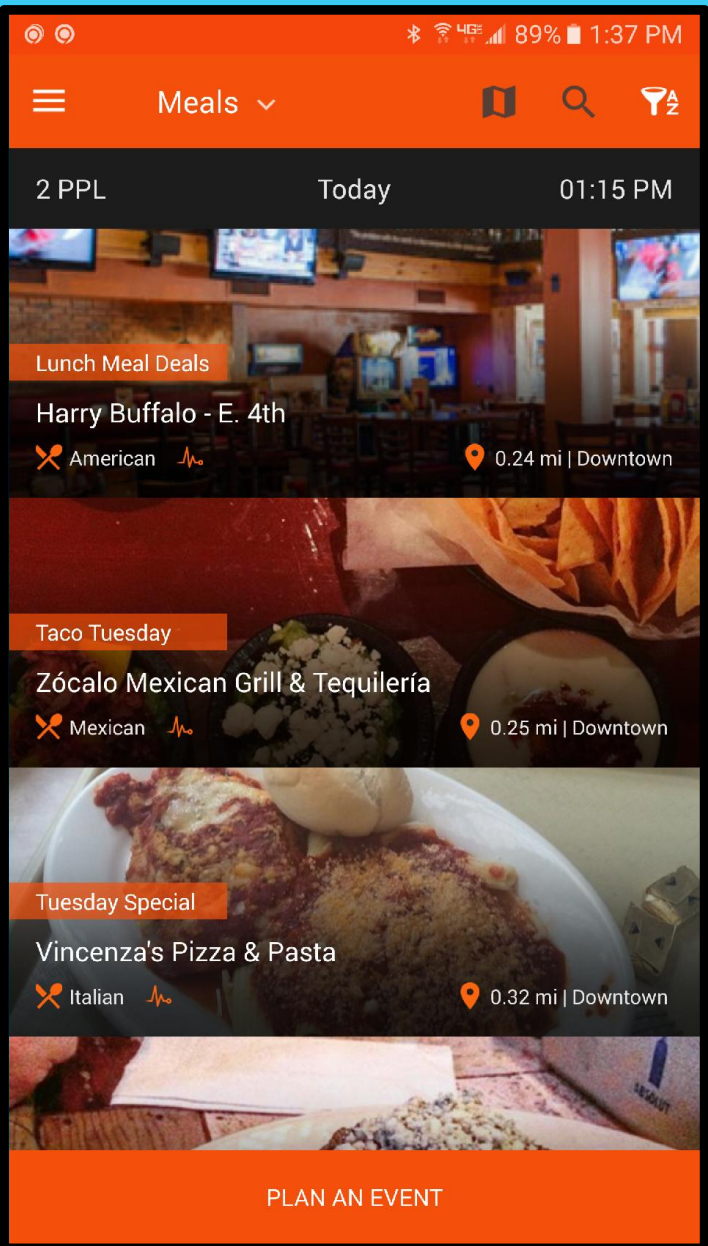 4GE 89% 1:37 PM
Meals
A
Z
2 PPL Today 01:15 PM
Lunch Meal Deals
Harry Buffalo - E. 4th
American 0.24 mi | Downtown
Taco Tuesday
Zócalo Mexican Grill & Tequilería
Mexican 0.25 mi | Downtown
Tuesday Special
Vincenza's Pizza & Pasta
Italian 0.32 mi | Downtown
ABSOLUT
PLAN AN EVENT